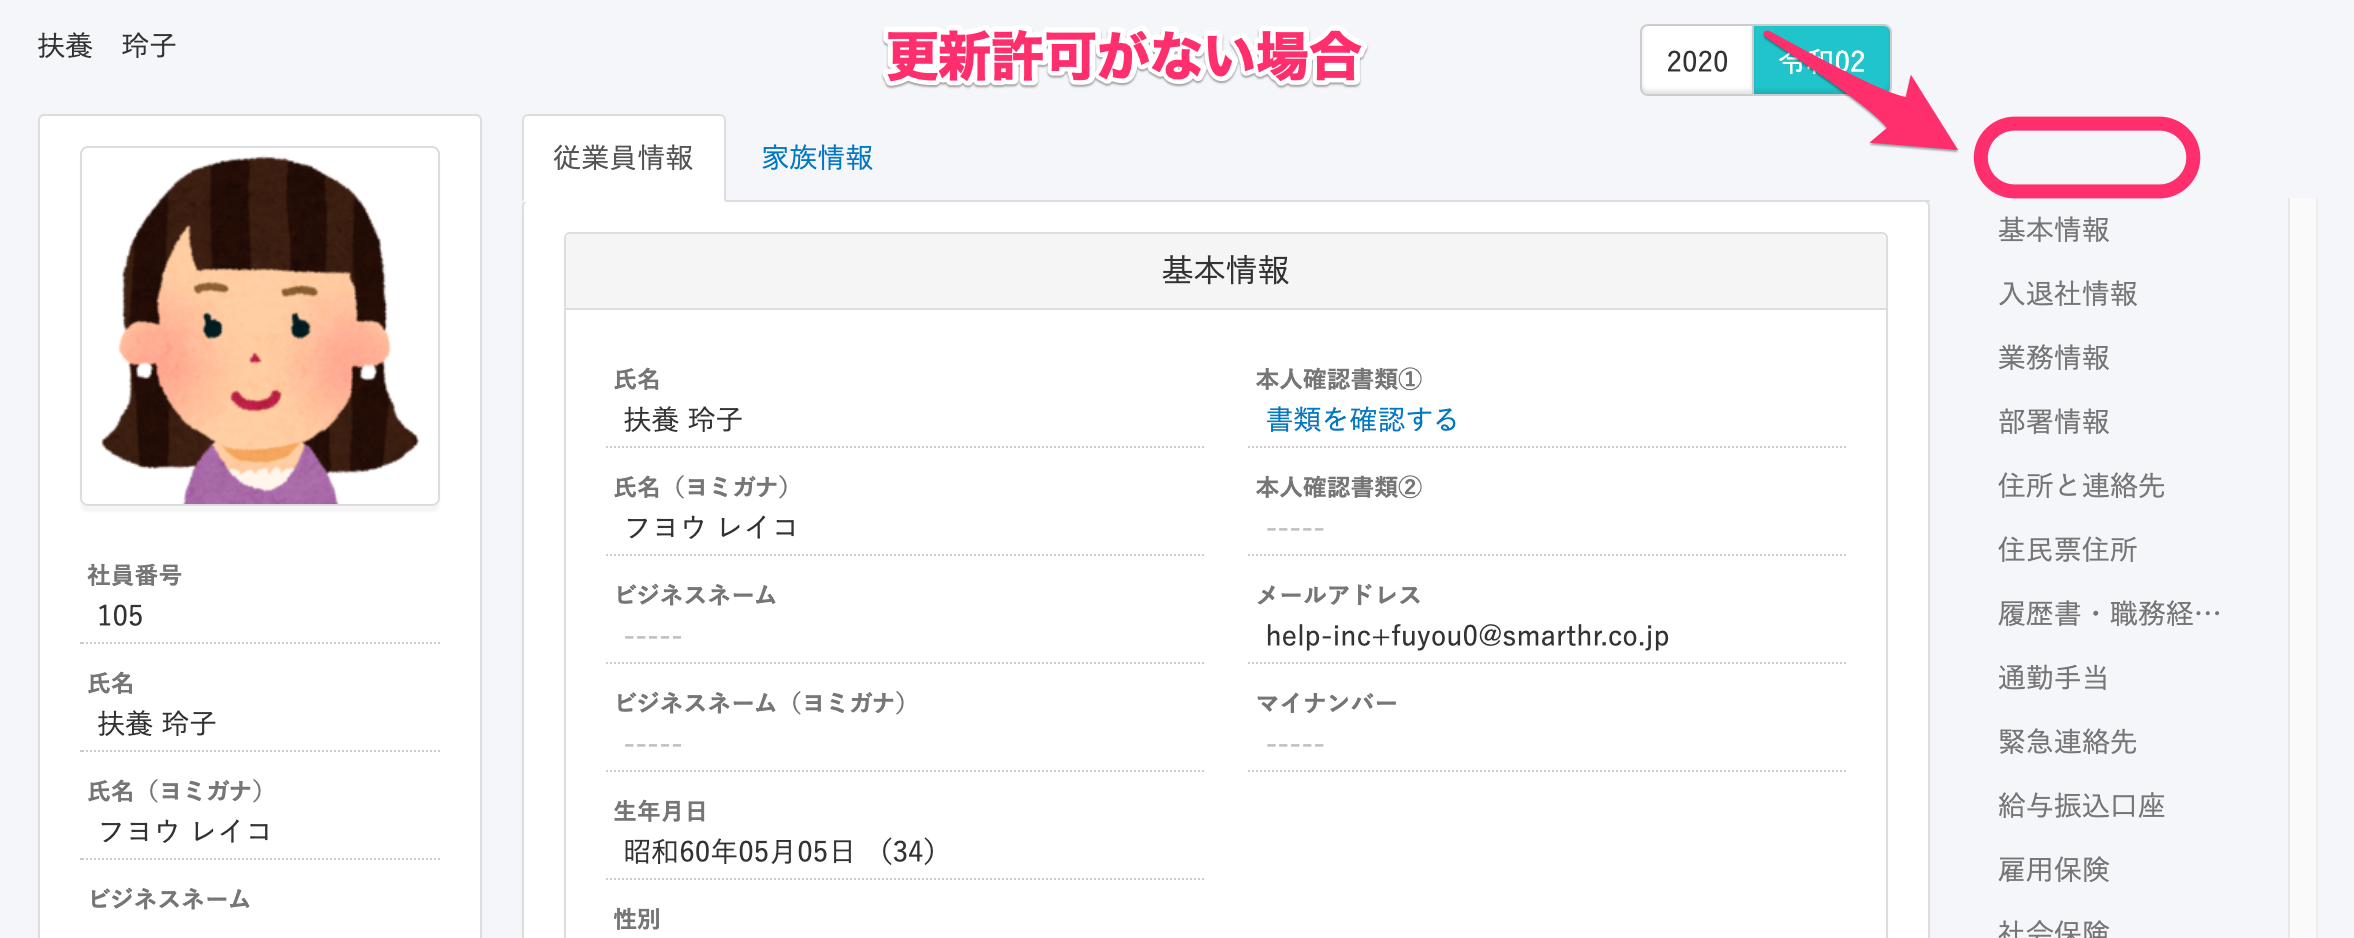 扶養　玲子
更新許可がない場合
2020
令和02
社員番号
105
氏名
扶養 玲子
氏名（ヨミガナ）
フヨウ レイコ
ビジネスネーム
従業員情報
家族情報
基本情報
氏名
扶養 玲子
氏名（ヨミガナ）
フヨウ レイコ
ビジネスネーム
-----
ビジネスネーム（ヨミガナ）
-----
生年月日
昭和60年05月05日 （34）
性別
本人確認書類①
書類を確認する
本人確認書類②
-----
メールアドレス
help-inc+fuyou0@smarthr.co.jp
マイナンバー
-----
基本情報
入退社情報
業務情報
部署情報
住所と連絡先
住民票住所
履歴書・職務経…
通勤手当
緊急連絡先
給与振込口座
雇用保険
社会保険